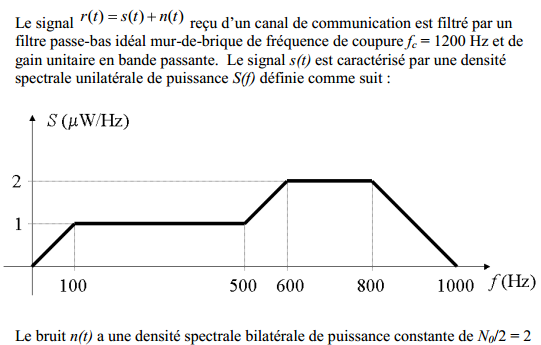 Le signal r(t) = s(t) + n(t) reçu d'un canal de communication est filtré par un
filtre passe-bas idéal mur-de-brique de fréquence de coupure fc = 1200 Hz et de
gain unitaire en bande passante. Le signal s(t) est caractérisé par une densité
spectrale unilatérale de puissance S(f) définie comme suit :
S (μW/Hz)
2
1
100 500 600 800 1000 f (Hz)
Le bruit n(t) a une densité spectrale bilatérale de puissance constante de N0/2 = 2